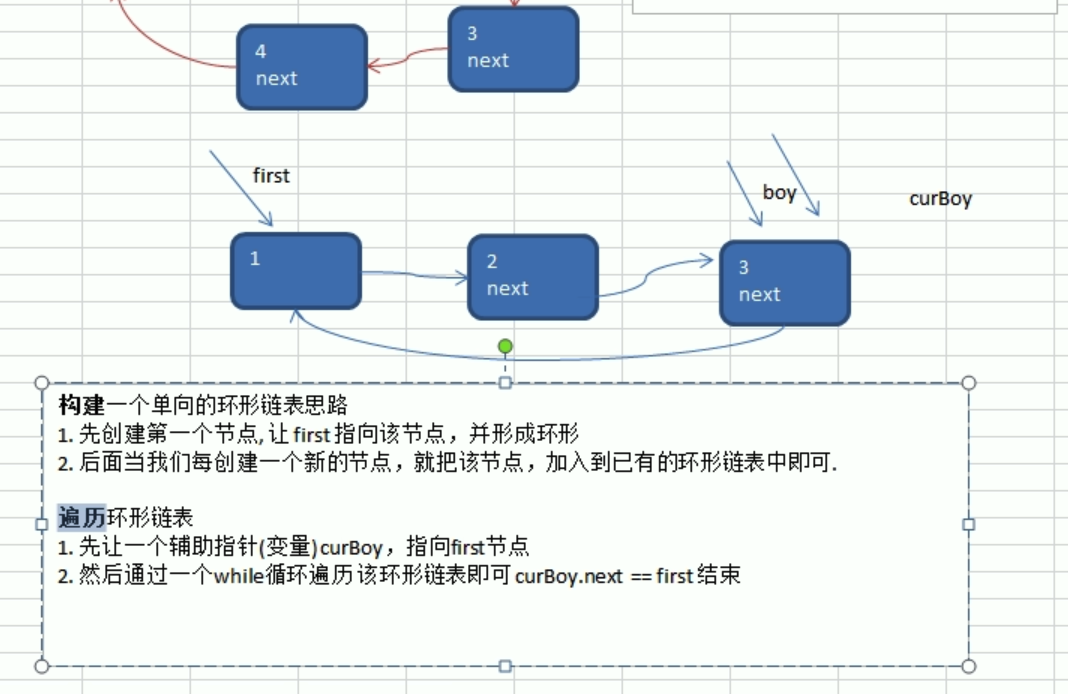 4
next
3
next
first
boy
curBoy
1
2
next
3
next
构建一个单向的环形链表思路
1. 先创建第一个节点, 让 first 指向该节点，并形成环形
2. 后面当我们每创建一个新的节点，就把该节点，加入到已有的环形链表中即可.
遍历环形链表
1. 先让一个辅助指针(变量)curBoy，指向first节点
2. 然后通过一个while循环遍历该环形链表即可 curBoy.next == first 结束